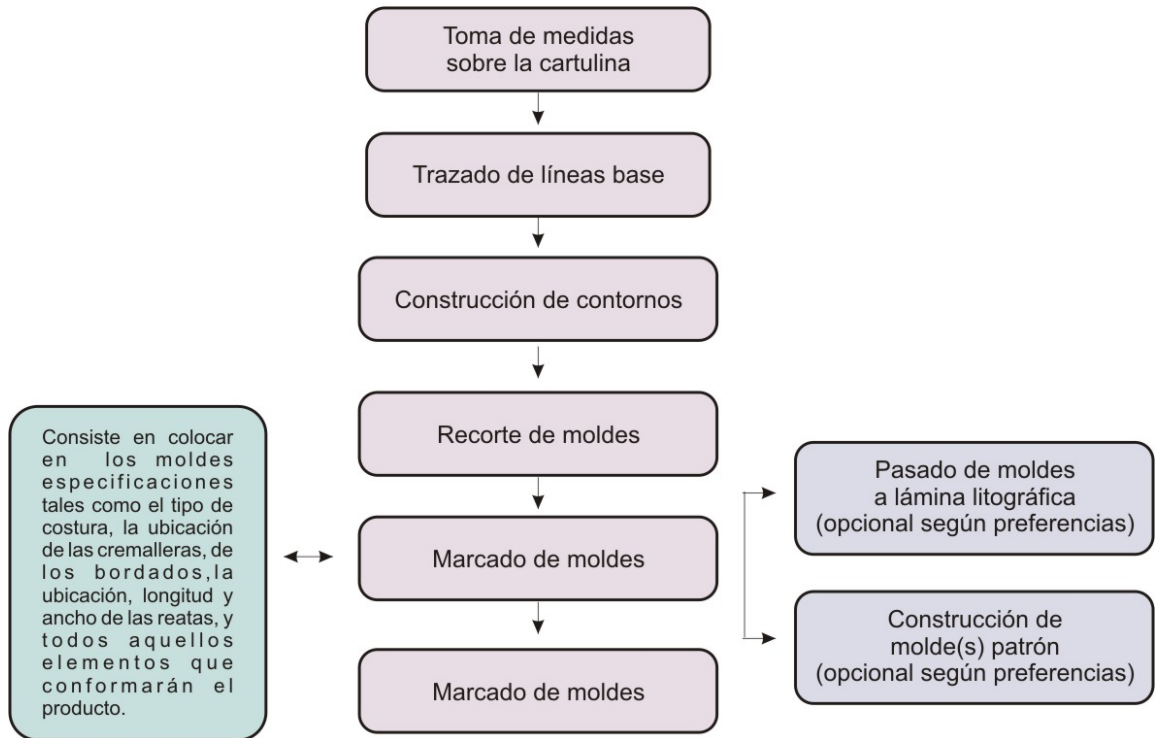 Toma de medidas
sobre la cartulina
Trazado de líneas base
Construcción de contornos
Recorte de moldes
Consiste en colocar
en los moldes
especificaciones
tales como el tipo de
costura, la ubicación
de las cremalleras, de
los bordados,la
ubicación, longitud y
ancho de las reatas, y
todos aquellos
elementos que
conformarán el
producto.
Marcado de moldes
Pasado de moldes
a lámina litográfica
(opcional según preferencias)
Construcción de
molde(s) patrón
(opcional según preferencias)
Marcado de moldes